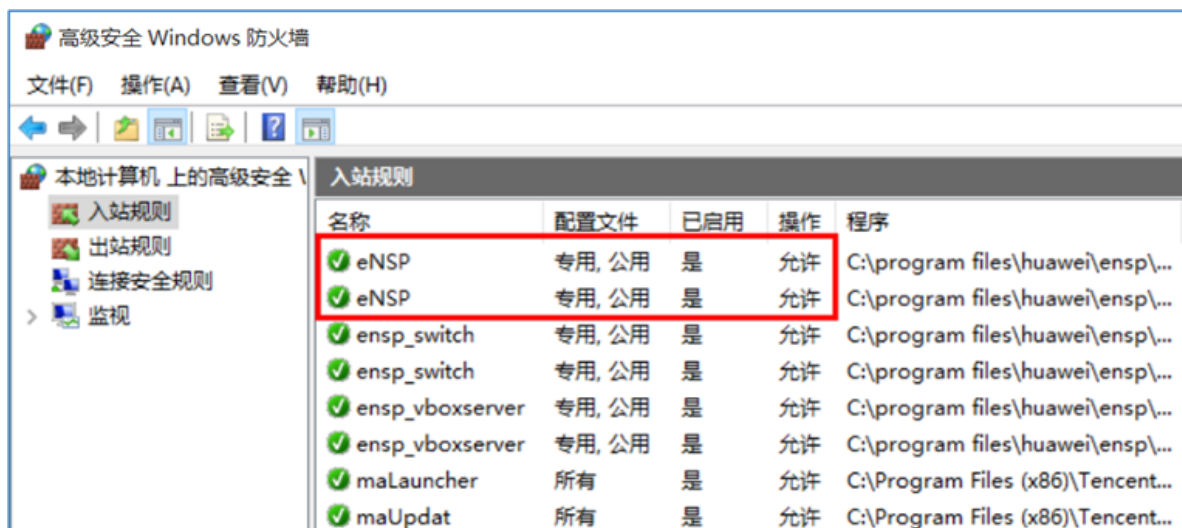 高级安全 Windows 防火墙
文件(F) 操作(A) 查看(V) 帮助(H)
本地计算机 上的高级安全 \
入站规则
出站规则
连接安全规则
监视
入站规则
名称 配置文件 已启用 操作 程序
eNSP 专用, 公用 是 允许 C:\program files\huawei\ensp\...
eNSP 专用, 公用 是 允许 C:\program files\huawei\ensp\...
ensp_switch 专用, 公用 是 允许 C:\program files\huawei\ensp\...
ensp_switch 专用, 公用 是 允许 C:\program files\huawei\ensp\...
ensp_vboxserver 专用, 公用 是 允许 C:\program files\huawei\ensp\...
ensp_vboxserver 专用, 公用 是 允许 C:\program files\huawei\ensp\...
maLauncher 所有 是 允许 C:\Program Files (x86)\Tencent...
maUpdat 所有 是 允许 C:\Program Files (x86)\Tencent...